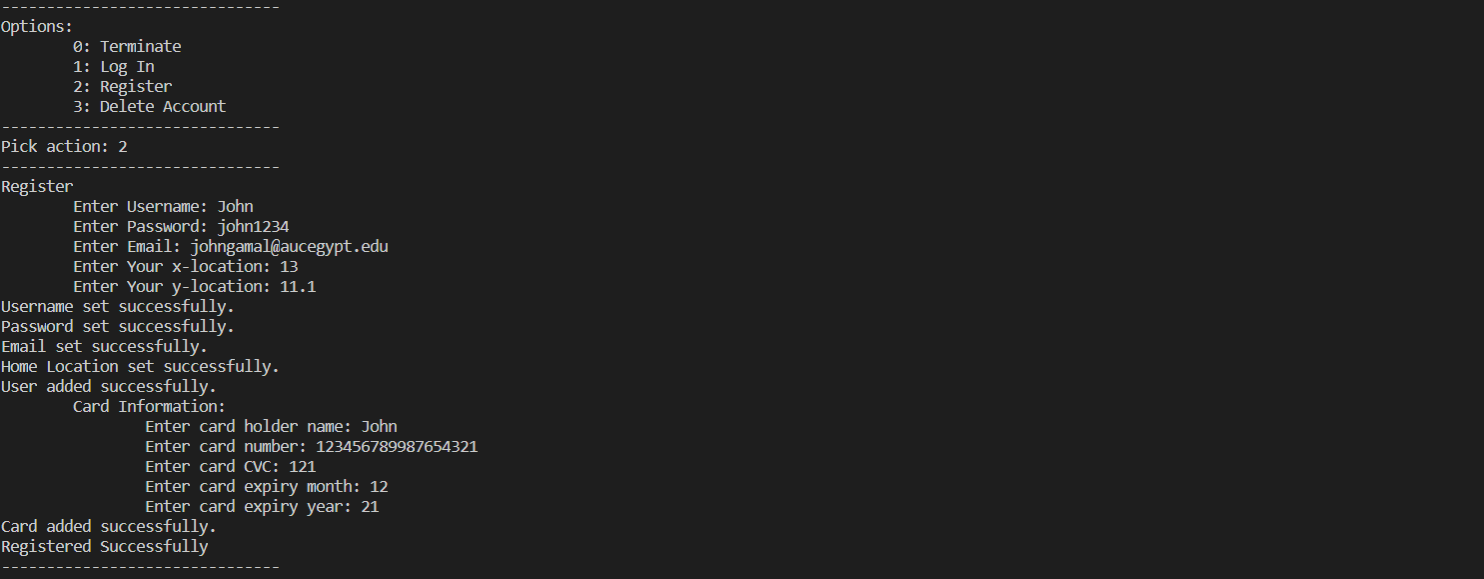 -------------------------------
Options:
        0: Terminate
        1: Log In
        2: Register
        3: Delete Account
-------------------------------
Pick action: 2
-------------------------------
Register
        Enter Username: John
        Enter Password: john1234
        Enter Email: johngamal@aucegypt.edu
        Enter Your x-location: 13
        Enter Your y-location: 11.1
Username set successfully.
Password set successfully.
Email set successfully.
Home Location set successfully.
User added successfully.
        Card Information:
                Enter card holder name: John
                Enter card number: 123456789987654321
                Enter card CVC: 121
                Enter card expiry month: 12
                Enter card expiry year: 21
Card added successfully.
Registered Successfully
-------------------------------